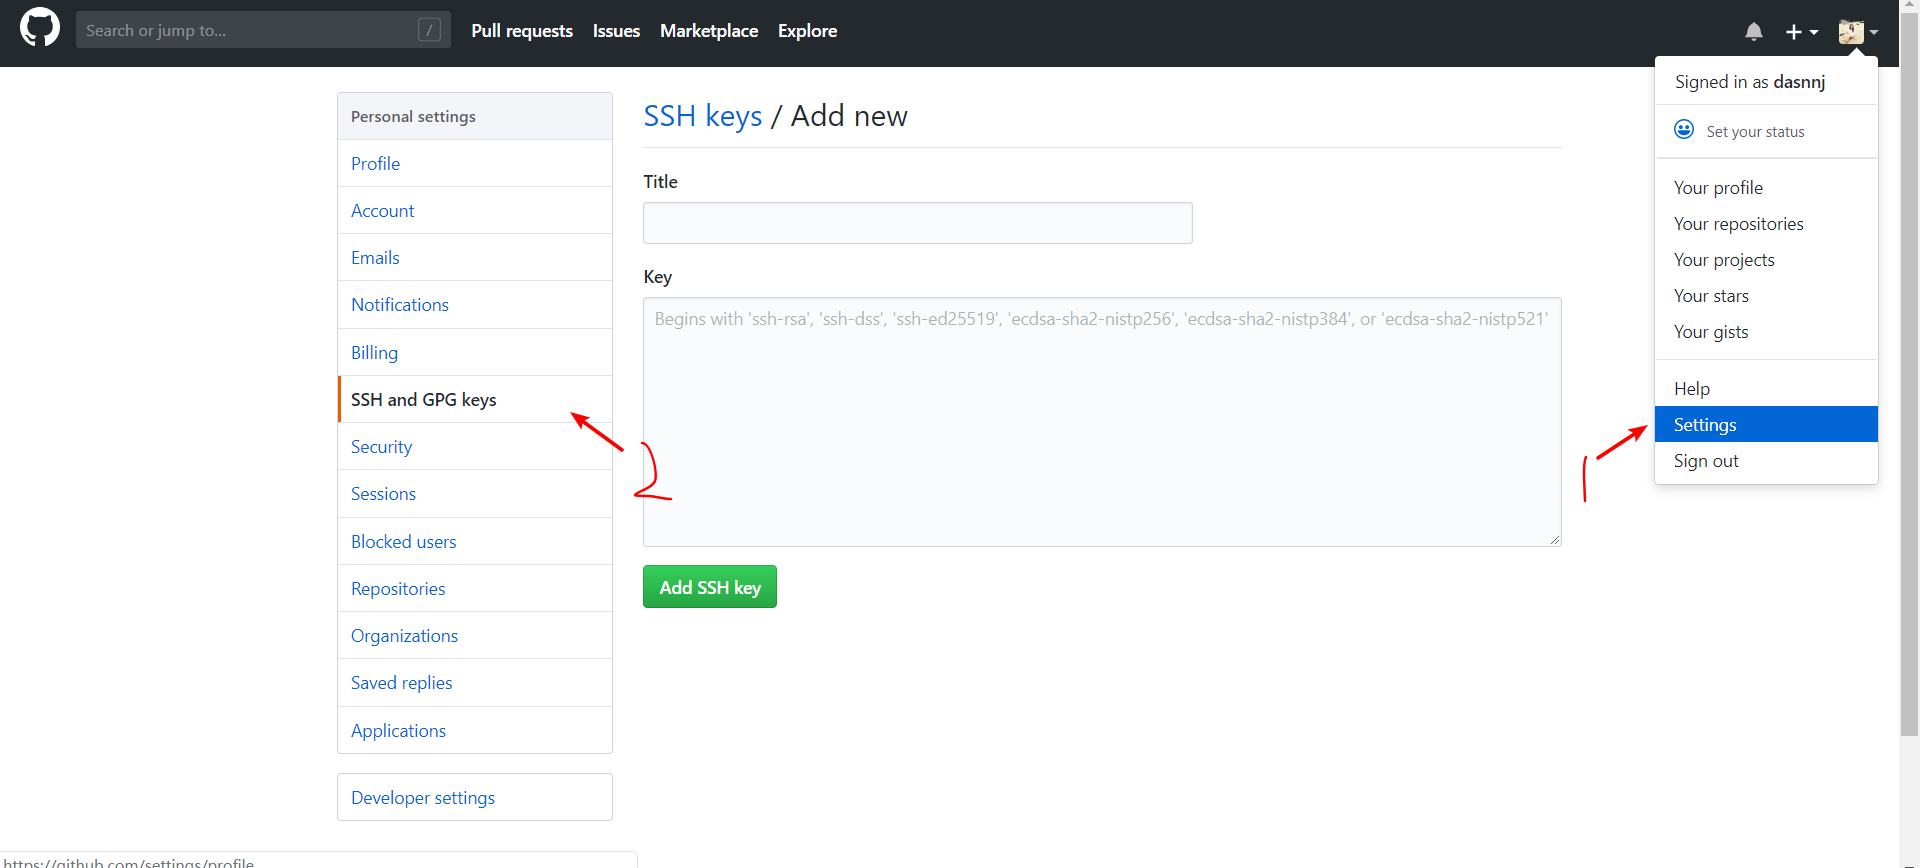 Search or jump to... /
Pull requests Issues Marketplace Explore
Signed in as dasnnj
Set your status
Your profile
Your repositories
Your projects
Your stars
Your gists
Help
Settings
Sign out
1
Personal settings
Profile
Account
Emails
Notifications
Billing
SSH and GPG keys
Security
Sessions
Blocked users
Repositories
Organizations
Saved replies
Applications
Developer settings
2
SSH keys / Add new
Title
Key
Begins with 'ssh-rsa', 'ssh-dss', 'ssh-ed25519', 'ecdsa-sha2-nistp256', 'ecdsa-sha2-nistp384', or 'ecdsa-sha2-nistp521'
Add SSH key
https://github.com/settings/profile